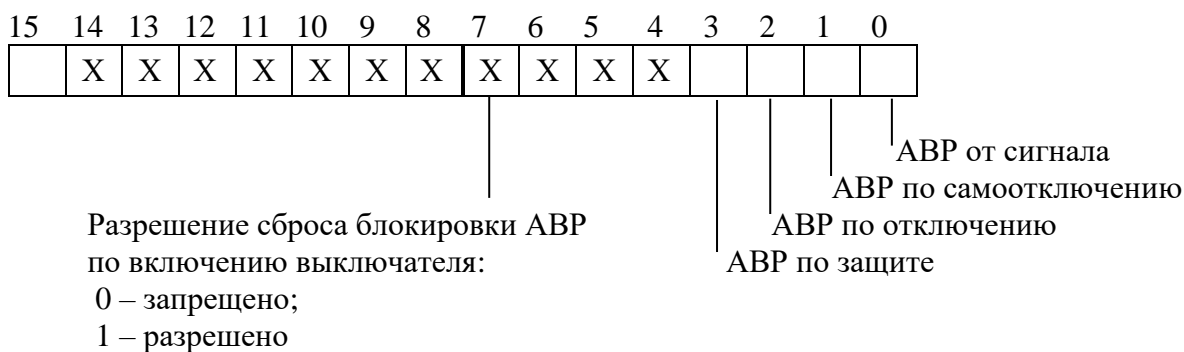 15 14 13 12 11 10 9 8 7 6 5 4 3 2 1 0
X X X X X X X X X X X
АВР от сигнала
АВР по самоотключению
Разрешение сброса блокировки АВР
АВР по отключению
по включению выключателя:
АВР по защите
0 – запрещено;
1 – разрешено